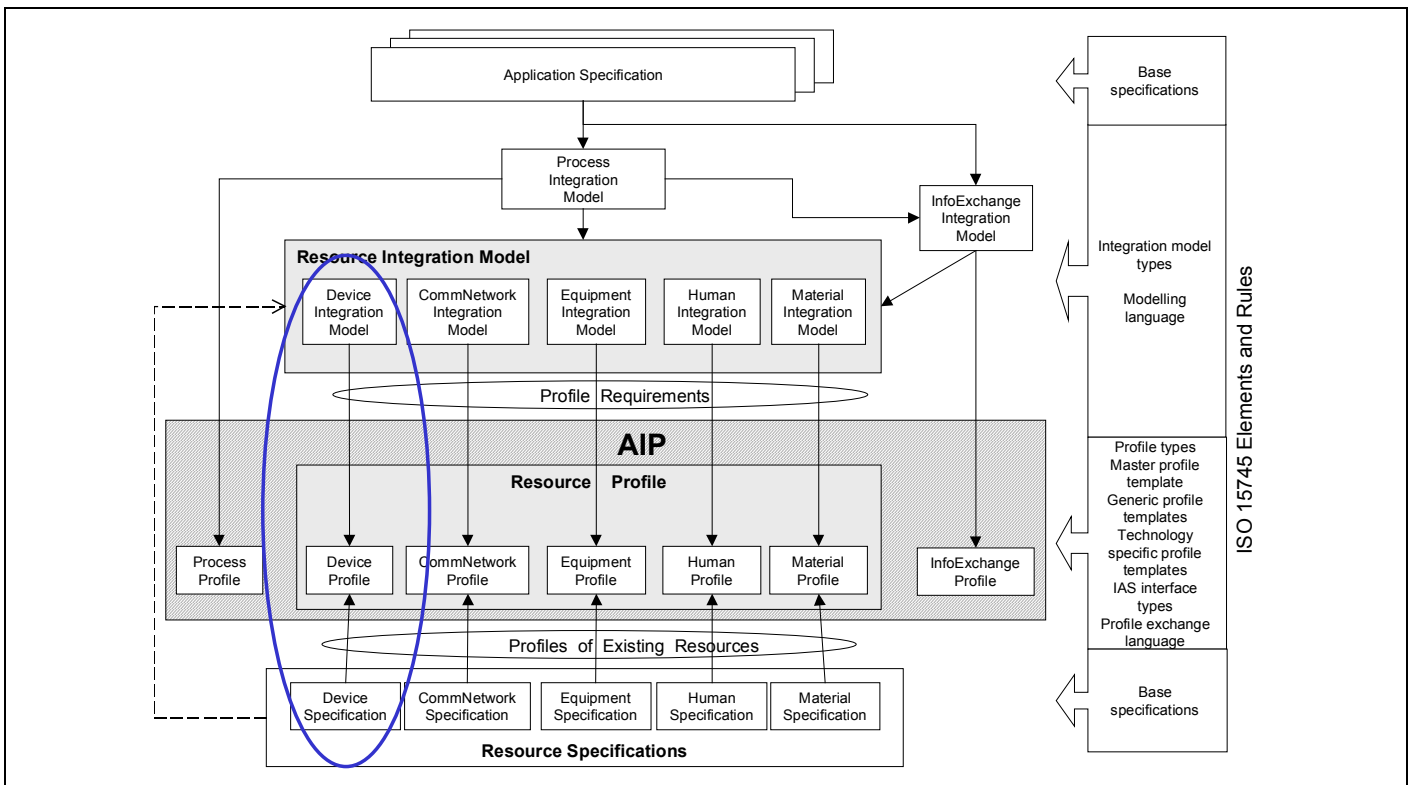 Application Specification
Base
specifications
Process
Integration
Model
InfoExchange
Integration
Model
Resource Integration Model
Device
Integration
Model
CommNetwork
Integration
Model
Equipment
Integration
Model
Human
Integration
Model
Material
Integration
Model
Integration model
types
Modelling
language
Profile Requirements
AIP
Resource Profile
Process
Profile
Device
Profile
CommNetwork
Profile
Equipment
Profile
Human
Profile
Material
Profile
InfoExchange
Profile
Profile types
Master profile
template
Generic profile
templates
Technology
specific profile
templates
IAS interface
types
Profile exchange
language
Profiles of Existing Resources
Device
Specification
CommNetwork
Specification
Equipment
Specification
Human
Specification
Material
Specification
Resource Specifications
Base
specifications
ISO 15745 Elements and Rules